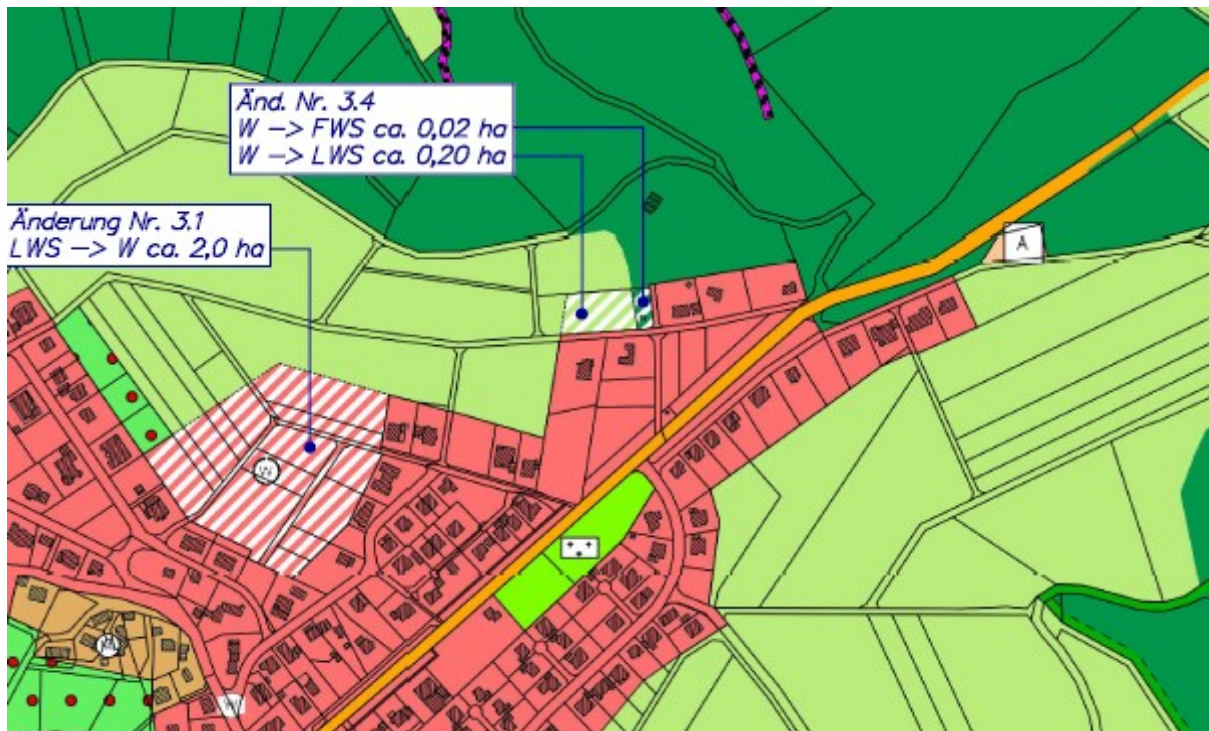 Änd. Nr. 3.4
W -> FWS ca. 0,02 ha
W -> LWS ca. 0,20 ha
Änderung Nr. 3.1
LWS -> W ca. 2,0 ha
A
W
M
W